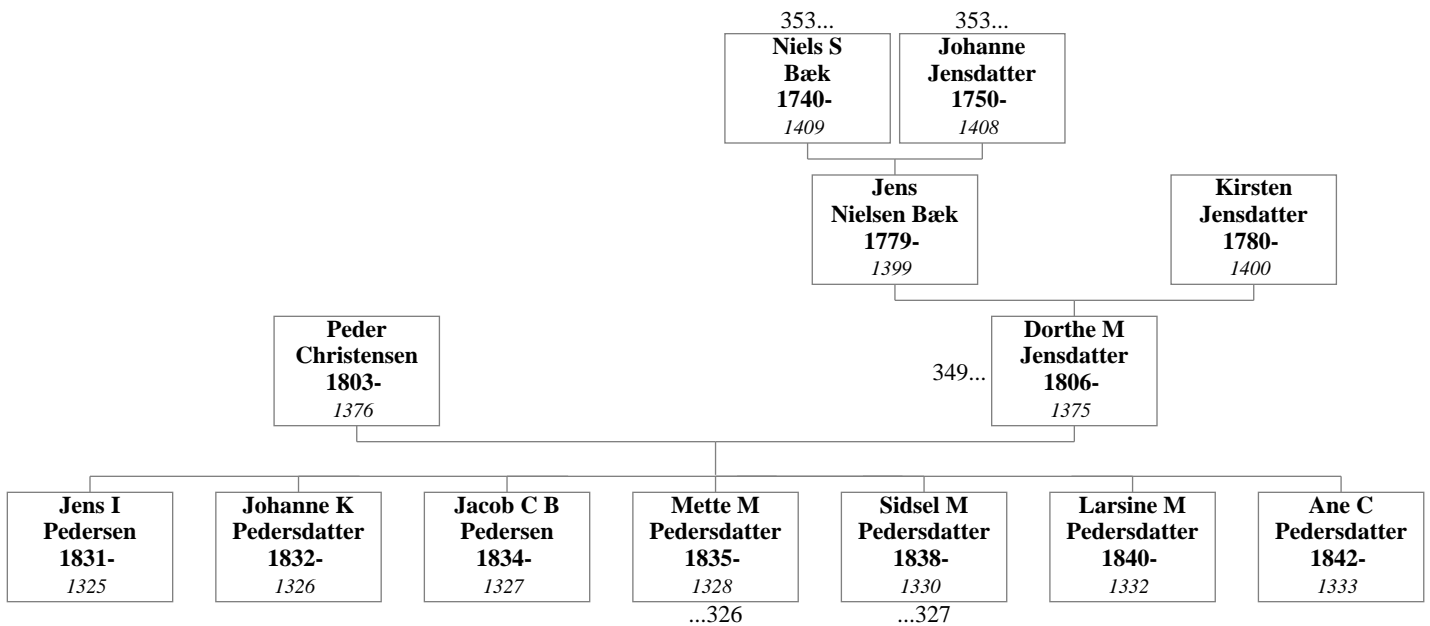 353...
Niels S
Bæk
1740-
1409
353...
Johanne
Jensdatter
1750-
1408
Jens
Nielsen Bæk
1779-
1399
Kirsten
Jensdatter
1780-
1400
Peder
Christensen
1803-
1376
349...
Dorthe M
Jensdatter
1806-
1375
Jens I
Pedersen
1831-
1325
Johanne K
Pedersdatter
1832-
1326
Jacob C B
Pedersen
1834-
1327
Mette M
Pedersdatter
1835-
1328
...326
Sidsel M
Pedersdatter
1838-
1330
...327
Larsine M
Pedersdatter
1840-
1332
Ane C
Pedersdatter
1842-
1333